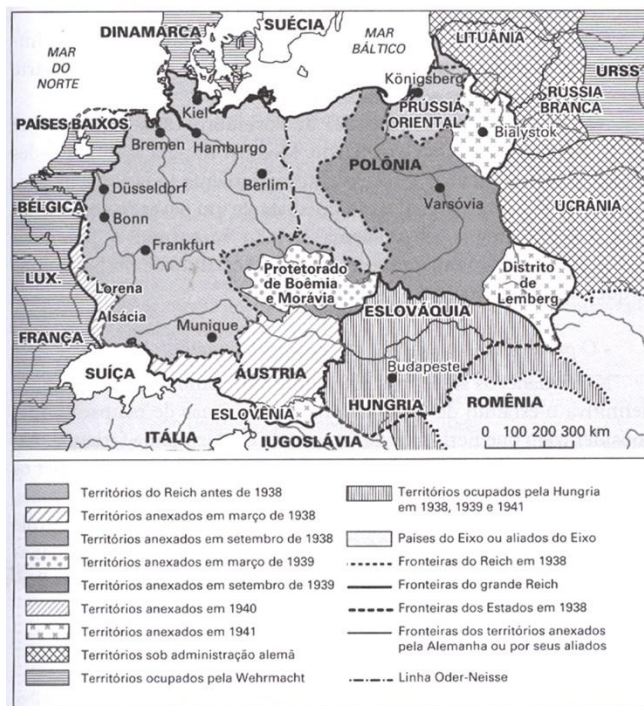 DINAMARCA
SUÉCIA
MAR
DO
NORTE
MAR
BÁLTICO
LITUÂNIA
URSS
Königsberg
PRÚSSIA
ORIENTAL
RÚSSIA
BRANCA
Kiel
PAÍSES BAIXOS
Bremen
Hamburgo
Bialystok
POLÔNIA
Berlim
Varsóvia
UCRÂNIA
Düsseldorf
BÉLGICA
Bonn
Frankfurt
LUX.
Lorena
Protetorado
de Boêmia
e Morávia
Distrito
de
Lemberg
ESLOVÁQUIA
Alsácia
FRANÇA
Munique
SUÍÇA
ÁUSTRIA
Budapeste
HUNGRIA
ROMÊNIA
ESLOVÊNIA
ITÁLIA
IUGOSLÁVIA
0 100 200 300 km
Territórios do Reich antes de 1938
Territórios anexados em março de 1938
Territórios anexados em setembro de 1938
Territórios anexados em março de 1939
Territórios anexados em setembro de 1939
Territórios anexados em 1940
Territórios anexados em 1941
Territórios sob administração alemã
Territórios ocupados pela Wehrmacht
Territórios ocupados pela Hungria
em 1938, 1939 e 1941
Países do Eixo ou aliados do Eixo
Fronteiras do Reich em 1938
Fronteiras do grande Reich
Fronteiras dos Estados em 1938
Fronteiras dos territórios anexados
pela Alemanha ou por seus aliados
Linha Oder-Neisse